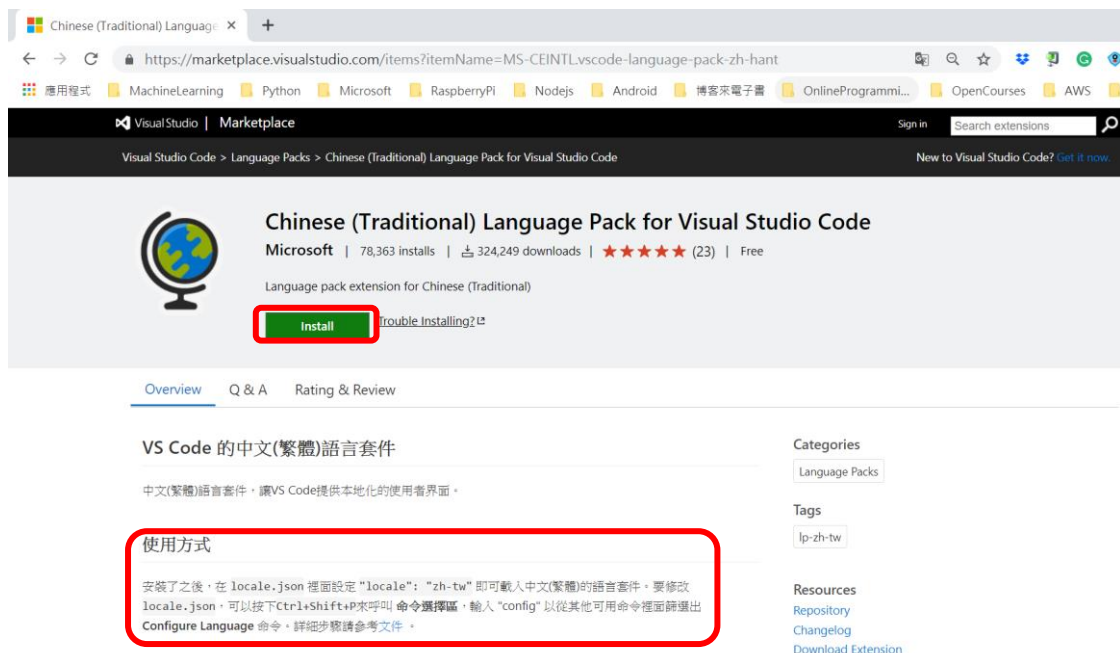 Chinese (Traditional) Language
https://marketplace.visualstudio.com/items?itemName=MS-CEINTL.vscode-language-pack-zh-hant
應用程式 MachineLearning Python Microsoft RaspberryPi Nodejs Android 博客來電子書 OnlineProgrammi... OpenCourses AWS
Visual Studio | Marketplace Sign in Search extensions
Visual Studio Code > Language Packs > Chinese (Traditional) Language Pack for Visual Studio Code New to Visual Studio Code? Get it now.
Chinese (Traditional) Language Pack for Visual Studio Code
Microsoft | 78,363 installs | 324,249 downloads | (23) | Free
Language pack extension for Chinese (Traditional)
Install Trouble Installing?
Overview Q & A Rating & Review
VS Code 的中文(繁體)語言套件
中文(繁體)語言套件，讓VS Code提供本地化的使用者界面。
使用方式
安裝了之後，在 locale.json 裡面設定 "locale": "zh-tw" 即可載入中文(繁體)的語言套件。要修改
locale.json，可以按下Ctrl+Shift+P來呼叫 命令選擇區，輸入 "config" 以從其他可用命令裡面篩選出
Configure Language 命令。詳細步驟請參考文件 。
Categories
Language Packs
Tags
lp-zh-tw
Resources
Repository
Changelog
Download Extension